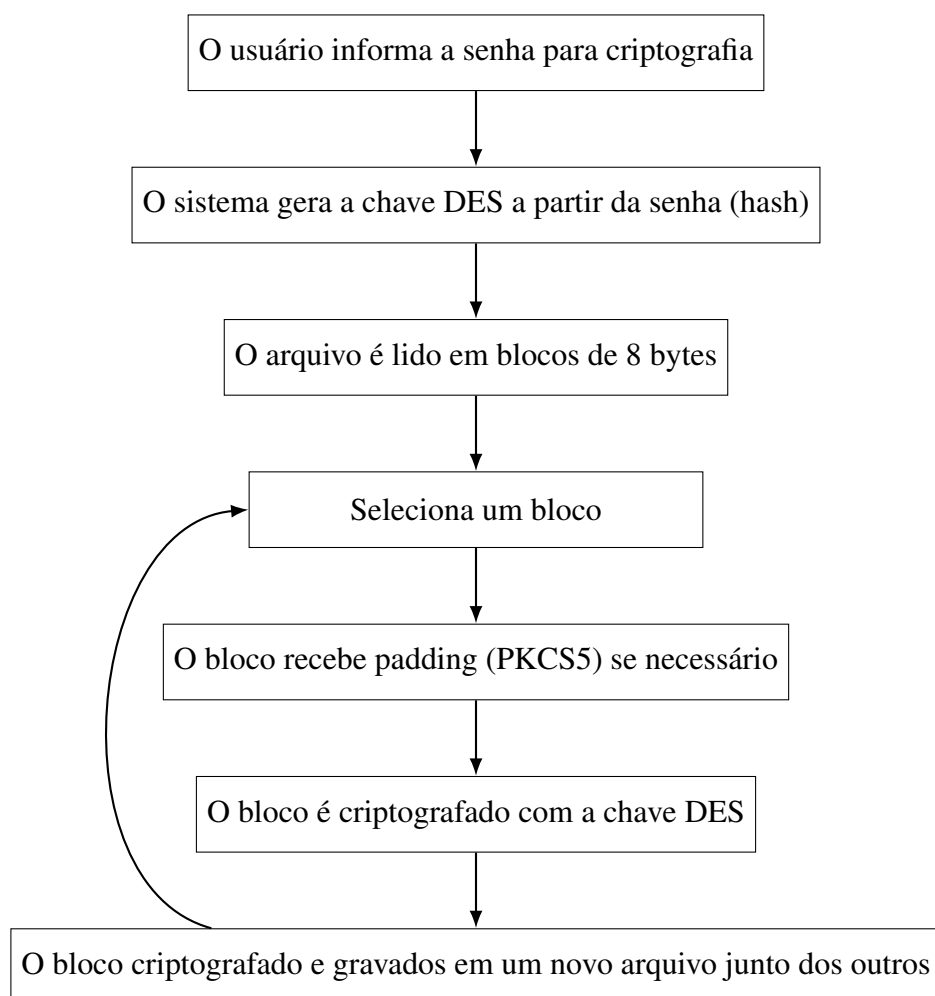 O usuário informa a senha para criptografia
O sistema gera a chave DES a partir da senha (hash)
O arquivo é lido em blocos de 8 bytes
Seleciona um bloco
O bloco recebe padding (PKCS5) se necessário
O bloco é criptografado com a chave DES
O bloco criptografado e gravados em um novo arquivo junto dos outros